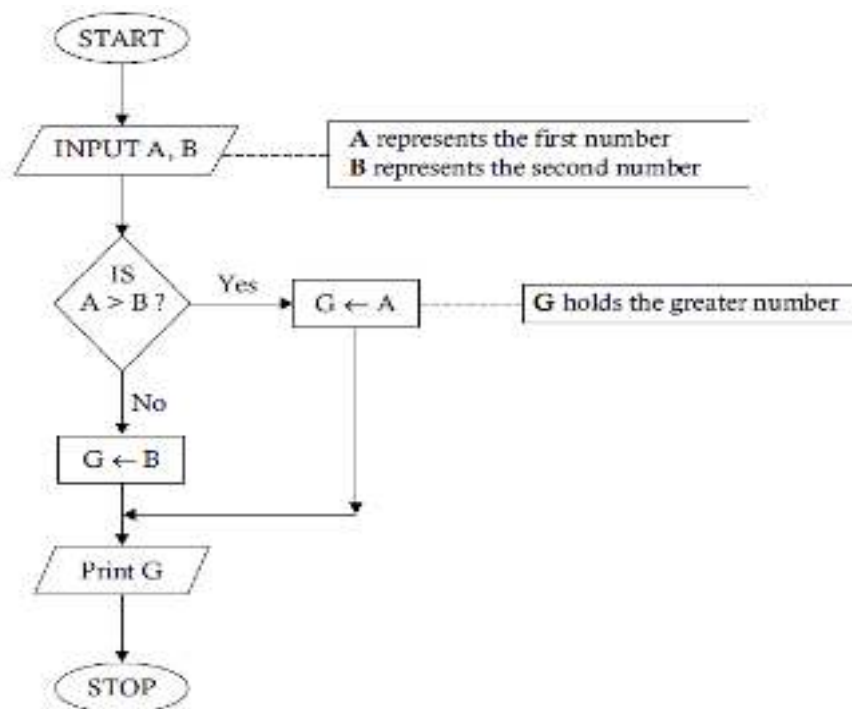 START
INPUT A, B
A represents the first number
B represents the second number
IS
A > B ?
Yes
G ← A
G holds the greater number
No
G ← B
Print G
STOP